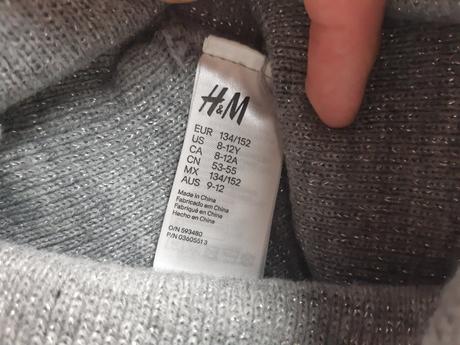 H&M
EUR 134/152
US 8-12Y
CA 8-12A
CN 53-55
MX 134/152
AUS 9-12
Made in China
Fabricado em China
Fabriqué en China
Hecho en China
O/N 593480
P/N 03605513